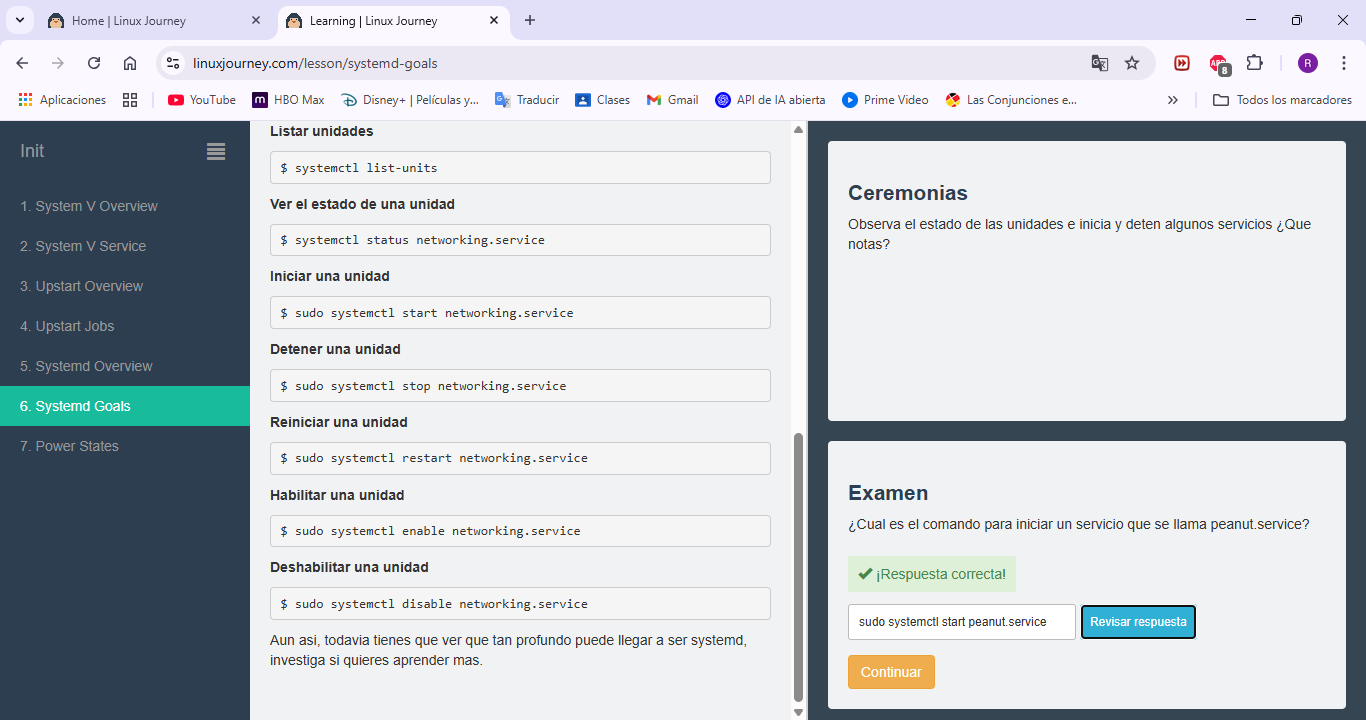 Home | Linux Journey
Learning | Linux Journey
linuxjourney.com/lesson/systemd-goals
8
R
Aplicaciones
YouTube
HBO Max
Disney+ | Películas y...
Traducir
Clases
Gmail
API de IA abierta
Prime Video
Las Conjunciones e...
Todos los marcadores
Init
1. System V Overview
2. System V Service
3. Upstart Overview
4. Upstart Jobs
5. Systemd Overview
6. Systemd Goals
7. Power States
Listar unidades
$ systemctl list-units
Ver el estado de una unidad
$ systemctl status networking.service
Iniciar una unidad
$ sudo systemctl start networking.service
Detener una unidad
$ sudo systemctl stop networking.service
Reiniciar una unidad
$ sudo systemctl restart networking.service
Habilitar una unidad
$ sudo systemctl enable networking.service
Deshabilitar una unidad
$ sudo systemctl disable networking.service
Aun asi, todavia tienes que ver que tan profundo puede llegar a ser systemd,
investiga si quieres aprender mas.
Ceremonias
Observa el estado de las unidades e inicia y deten algunos servicios ¿Que
notas?
Examen
¿Cual es el comando para iniciar un servicio que se llama peanut.service?
¡Respuesta correcta!
sudo systemctl start peanut.service
Revisar respuesta
Continuar